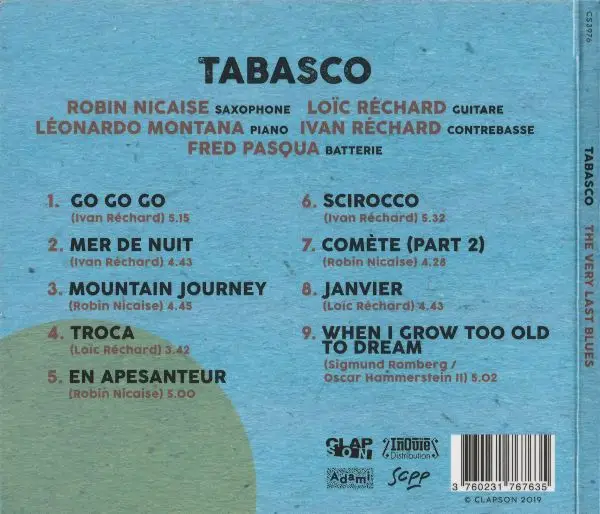 TABASCO
ROBIN NICAISE SAXOPHONE LOÏC RÉCHARD GUITARE
LÉONARDO MONTANA PIANO IVAN RÉCHARD CONTREBASSE
FRED PASQUA BATTERIE
1. GO GO GO
(Ivan Réchard) 5.15
2. MER DE NUIT
(Ivan Réchard) 4.43
3. MOUNTAIN JOURNEY
(Robin Nicaise) 4.45
4. TROCA
(Loïc Réchard) 3.42
5. EN APESANTEUR
(Robin Nicaise) 5.00
6. SCIROCCO
(Ivan Réchard) 5.32
7. COMÈTE (PART 2)
(Robin Nicaise) 4.28
8. JANVIER
(Loïc Réchard) 4.43
9. WHEN I GROW TOO OLD
TO DREAM
(Sigmund Romberg /
Oscar Hammerstein II) 5.02
CLAP
SON
InOuïe
Distribution
Adami
SCPP
3 760231 767635
© CLAPSON 2019
CS3976
TABASCO THE VERY LAST BLUES